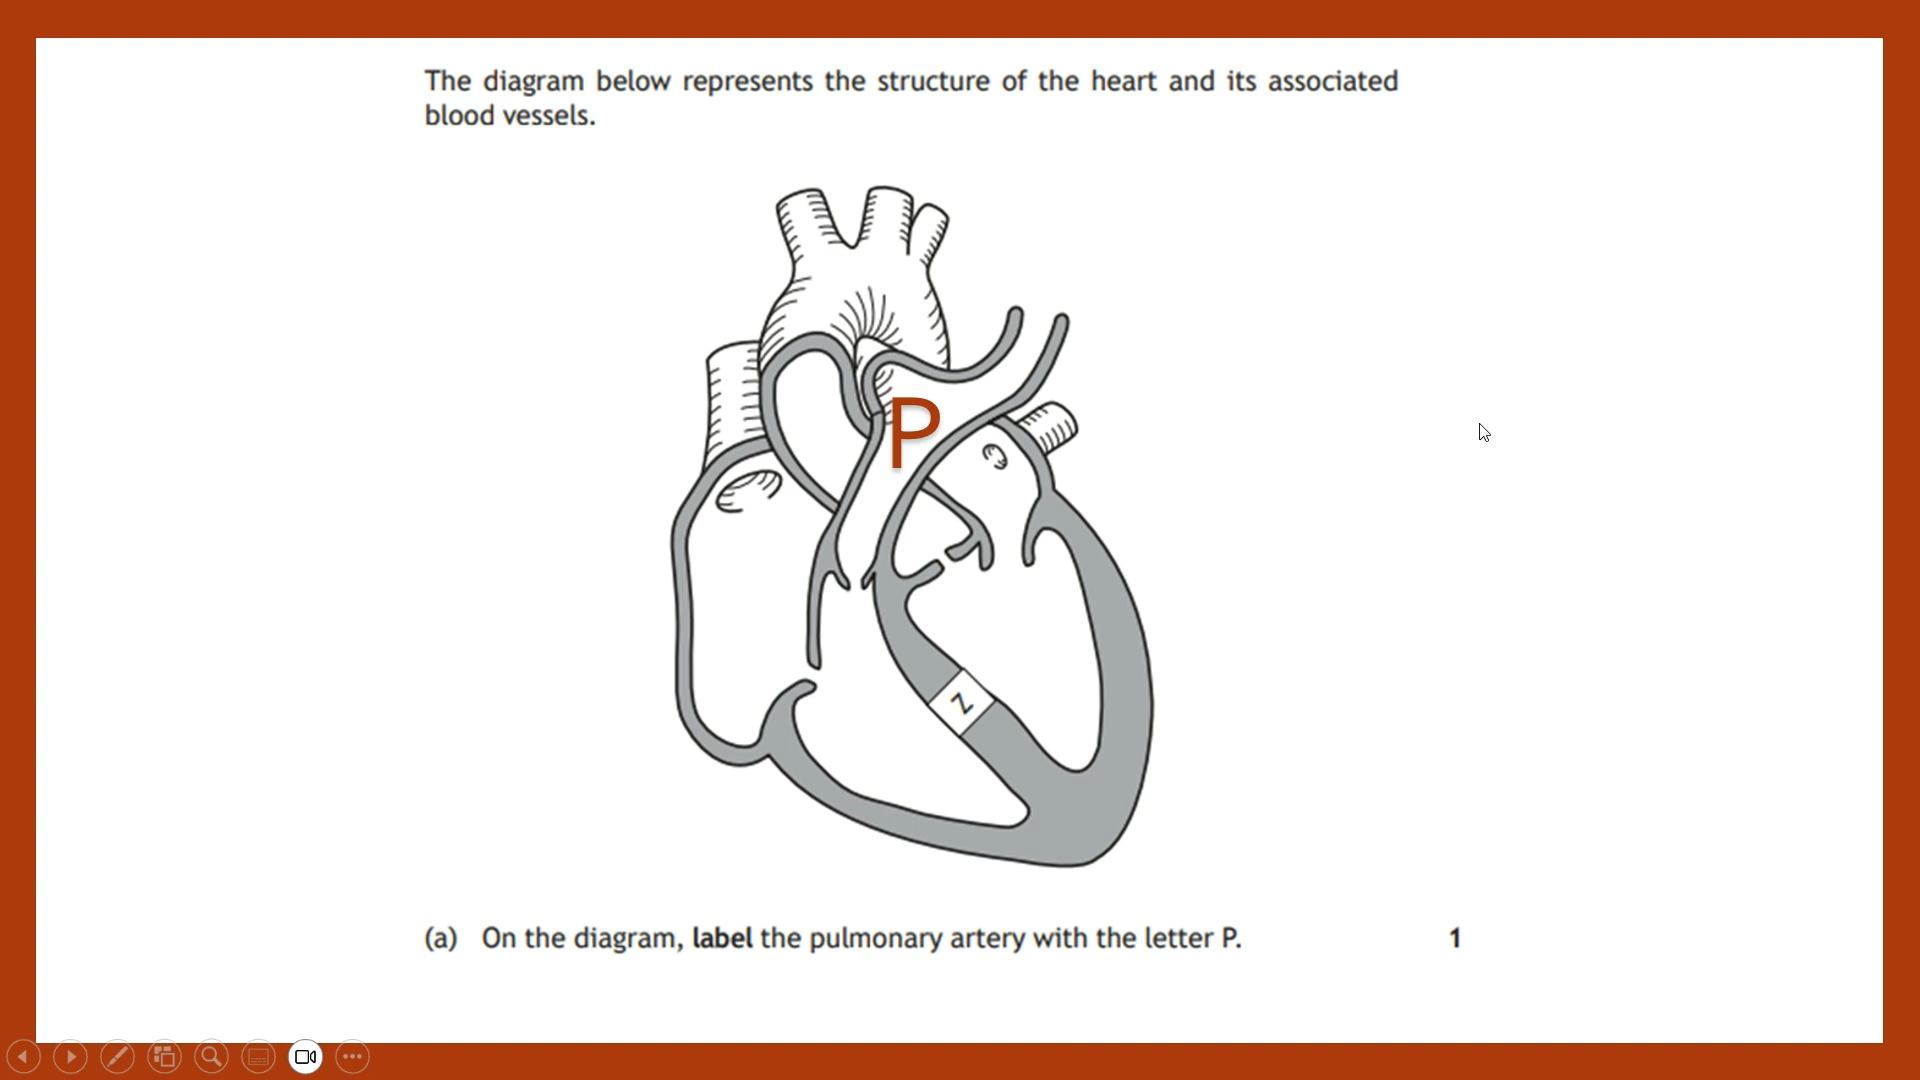 The diagram below represents the structure of the heart and its associated
blood vessels.
P
Z
(a) On the diagram, label the pulmonary artery with the letter P. 1